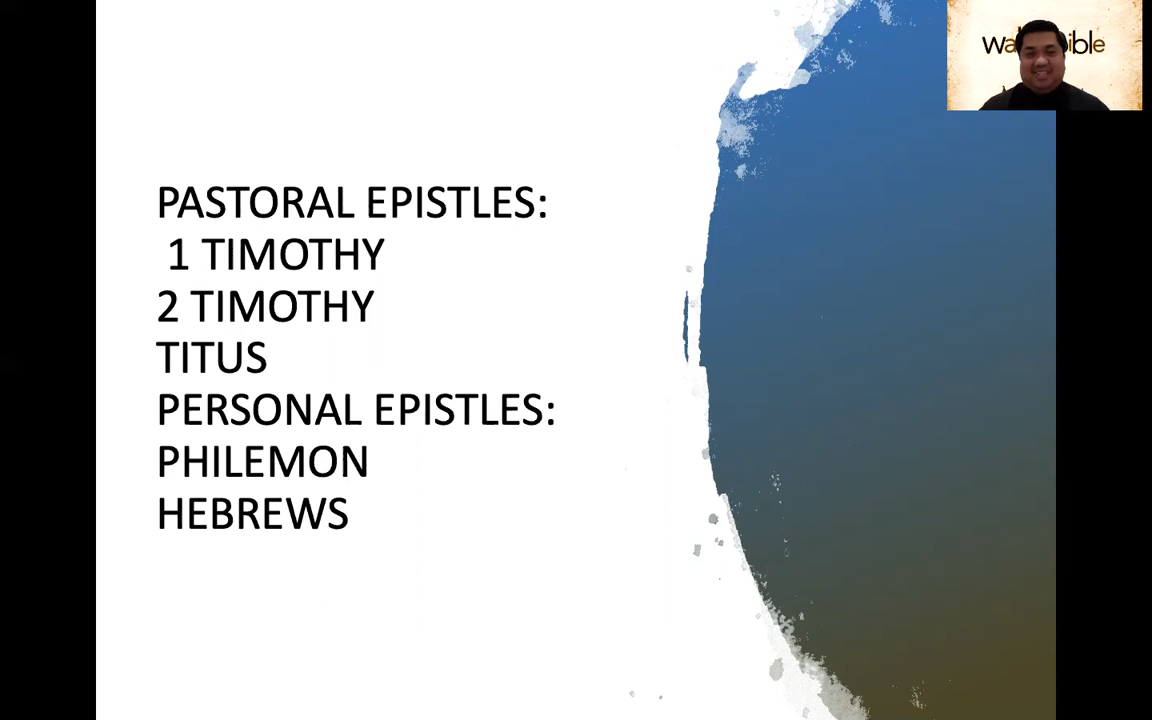 PASTORAL EPISTLES:
1 TIMOTHY
2 TIMOTHY
TITUS
PERSONAL EPISTLES:
PHILEMON
HEBREWS